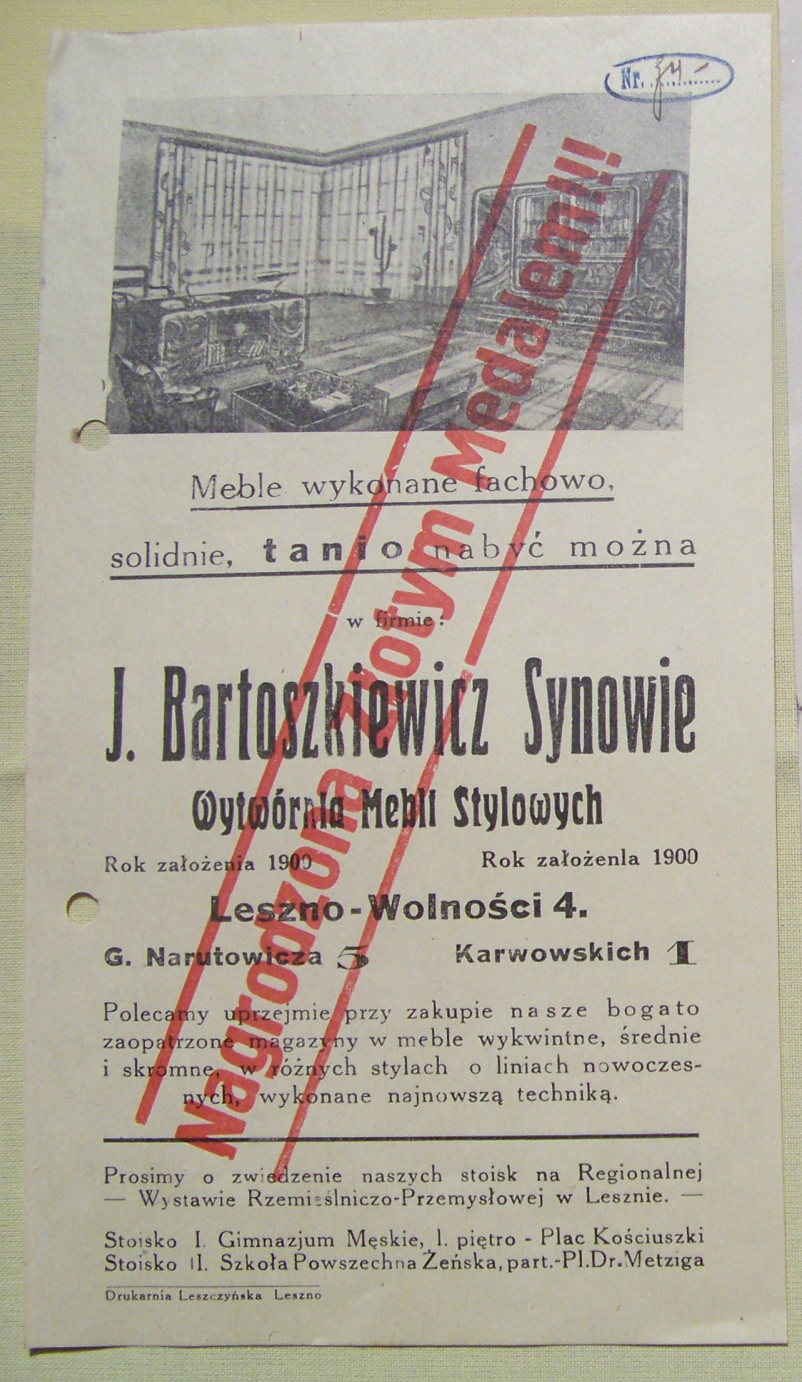 Nr.
Meble wykonane fachowo,
solidnie, tanio nabyć można
w firmie:
J. Bartoszkiewicz Synowie
Wytwórnia Mebli Stylowych
Rok założenia 1900 Rok założenia 1900
Leszno-Wolności 4.
G. Narutowicza 5 Karwowskich 1
Polecamy uprzejmie przy zakupie nasze bogato
zaopatrzone magazyny w meble wykwintne, średnie
i skromne, w różnych stylach o liniach nowoczes-
nych, wykonane najnowszą techniką.
Nagrodzona Złotym Medalem!!!
Prosimy o zwiedzenie naszych stoisk na Regionalnej
— Wystawie Rzemieślniczo-Przemysłowej w Lesznie. —
Stoisko I. Gimnazjum Męskie, I. piętro - Plac Kościuszki
Stoisko II. Szkoła Powszechna Żeńska, part.-Pl.Dr.Metziga
Drukarnia Leszczyńska Leszno